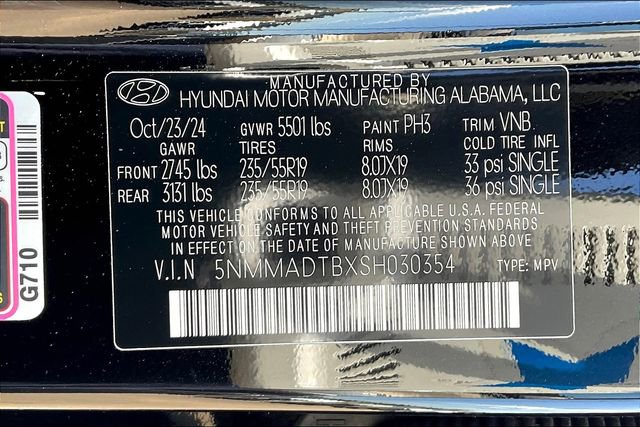 MANUFACTURED BY
HYUNDAI MOTOR MANUFACTURING ALABAMA, LLC
Oct/23/24 GVWR 5501 lbs PAINT PH3 TRIM VNB
GAWR TIRES RIMS COLD TIRE INFL
FRONT 2745 lbs 235/55R19 8.0JX19 33 psi SINGLE
REAR 3131 lbs 235/55R19 8.0JX19 36 psi SINGLE
THIS VEHICLE CONFORMS TO ALL APPLICABLE U.S.A. FEDERAL
MOTOR VEHICLE SAFETY AND THEFT PREVENTION STANDARDS
IN EFFECT ON THE DATE OF MANUFACTURE SHOWN ABOVE
V.I.N 5NMMADTBXSH030354 TYPE: MPV
G710